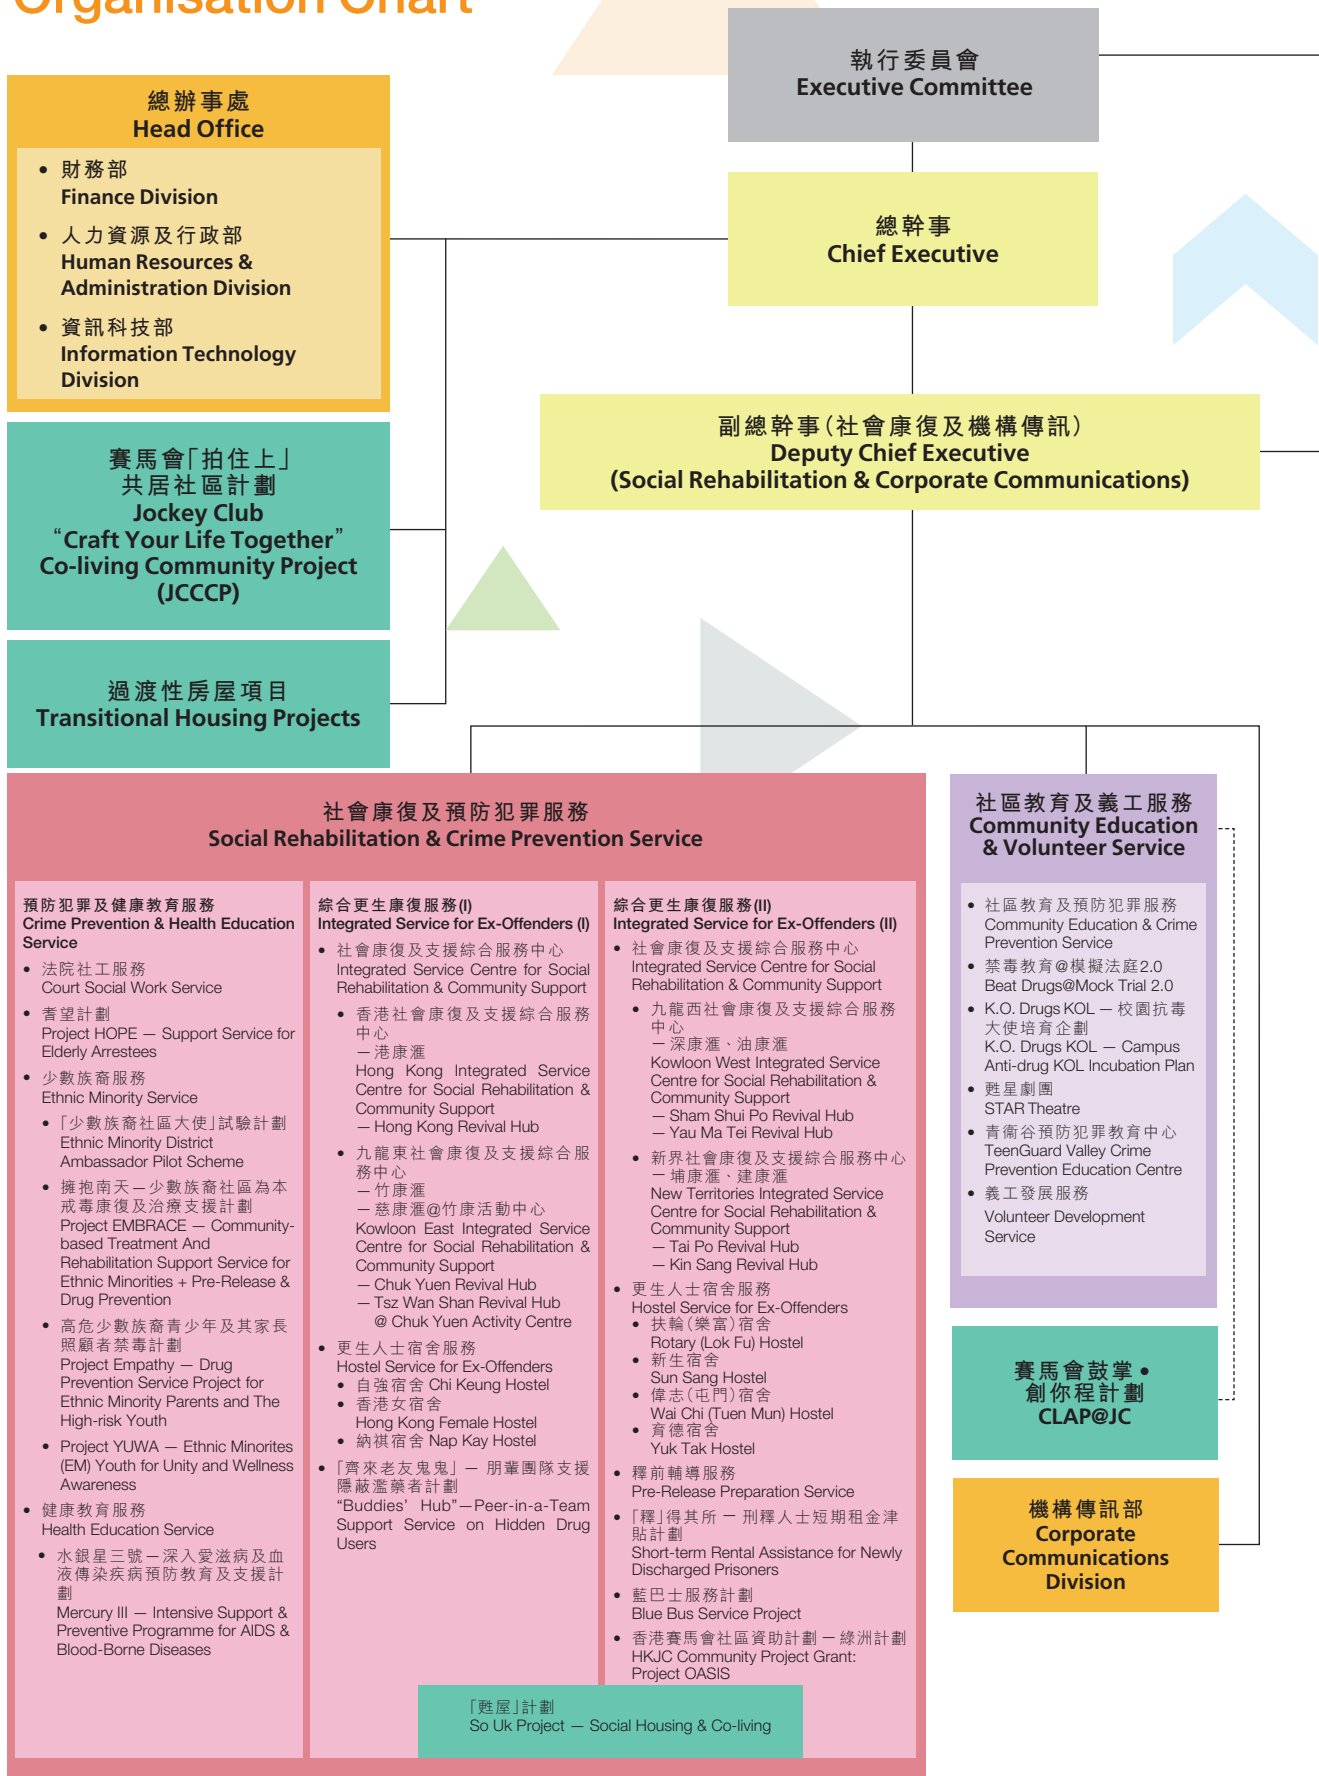 Organisation Chart
執行委員會
Executive Committee
總辦事處
Head Office
• 財務部
Finance Division
• 人力資源及行政部
Human Resources &
Administration Division
• 資訊科技部
Information Technology
Division
總幹事
Chief Executive
副總幹事（社會康復及機構傳訊）
Deputy Chief Executive
(Social Rehabilitation & Corporate Communications)
賽馬會「拍住上」
共居社區計劃
Jockey Club
“Craft Your Life Together”
Co-living Community Project
(JCCCP)
過渡性房屋項目
Transitional Housing Projects
社會康復及預防犯罪服務
Social Rehabilitation & Crime Prevention Service
預防犯罪及健康教育服務
Crime Prevention & Health Education
Service
• 法院社工服務
Court Social Work Service
• 耆望計劃
Project HOPE — Support Service for
Elderly Arrestees
• 少數族裔服務
Ethnic Minority Service
• 「少數族裔社區大使」試驗計劃
Ethnic Minority District
Ambassador Pilot Scheme
• 擁抱南天—少數族裔社區為本
戒毒康復及治療支援計劃
Project EMBRACE — Community-
based Treatment And
Rehabilitation Support Service for
Ethnic Minorities + Pre-Release &
Drug Prevention
• 高危少數族裔青少年及其家長
照顧者禁毒計劃
Project Empathy — Drug
Prevention Service Project for
Ethnic Minority Parents and The
High-risk Youth
• Project YUWA — Ethnic Minorites
(EM) Youth for Unity and Wellness
Awareness
• 健康教育服務
Health Education Service
• 水銀星三號—深入愛滋病及血
液傳染疾病預防教育及支援計
劃
Mercury III — Intensive Support &
Preventive Programme for AIDS &
Blood-Borne Diseases
綜合更生康復服務(I)
Integrated Service for Ex-Offenders (I)
• 社會康復及支援綜合服務中心
Integrated Service Centre for Social
Rehabilitation & Community Support
• 香港社會康復及支援綜合服務
中心
— 港康滙
Hong Kong Integrated Service
Centre for Social Rehabilitation &
Community Support
— Hong Kong Revival Hub
• 九龍東社會康復及支援綜合服
務中心
— 竹康滙
— 慈康滙@竹康活動中心
Kowloon East Integrated Service
Centre for Social Rehabilitation &
Community Support
— Chuk Yuen Revival Hub
— Tsz Wan Shan Revival Hub
@ Chuk Yuen Activity Centre
• 更生人士宿舍服務
Hostel Service for Ex-Offenders
• 自強宿舍 Chi Keung Hostel
• 香港女宿舍
Hong Kong Female Hostel
• 納祺宿舍 Nap Kay Hostel
• 「齊來老友鬼鬼」 — 朋輩團隊支援
隱蔽濫藥者計劃
“Buddies’ Hub”—Peer-in-a-Team
Support Service on Hidden Drug
Users
綜合更生康復服務(II)
Integrated Service for Ex-Offenders (II)
• 社會康復及支援綜合服務中心
Integrated Service Centre for Social
Rehabilitation & Community Support
• 九龍西社會康復及支援綜合服務
中心
— 深康滙、油康滙
Kowloon West Integrated Service
Centre for Social Rehabilitation &
Community Support
— Sham Shui Po Revival Hub
— Yau Ma Tei Revival Hub
• 新界社會康復及支援綜合服務中心
— 埔康滙、建康滙
New Territories Integrated Service
Centre for Social Rehabilitation &
Community Support
— Tai Po Revival Hub
— Kin Sang Revival Hub
• 更生人士宿舍服務
Hostel Service for Ex-Offenders
• 扶輪（樂富）宿舍
Rotary (Lok Fu) Hostel
• 新生宿舍
Sun Sang Hostel
• 偉志（屯門）宿舍
Wai Chi (Tuen Mun) Hostel
• 育德宿舍
Yuk Tak Hostel
• 釋前輔導服務
Pre-Release Preparation Service
• 「釋」得其所 — 刑釋人士短期租金津
貼計劃
Short-term Rental Assistance for Newly
Discharged Prisoners
• 藍巴士服務計劃
Blue Bus Service Project
• 香港賽馬會社區資助計劃 — 綠洲計劃
HKJC Community Project Grant:
Project OASIS
「甦屋」計劃
So Uk Project — Social Housing & Co-living
社區教育及義工服務
Community Education
& Volunteer Service
• 社區教育及預防犯罪服務
Community Education & Crime
Prevention Service
• 禁毒教育@模擬法庭2.0
Beat Drugs@Mock Trial 2.0
• K.O. Drugs KOL — 校園抗毒
大使培育企劃
K.O. Drugs KOL — Campus
Anti-drug KOL Incubation Plan
• 甦星劇團
STAR Theatre
• 青衛谷預防犯罪教育中心
TeenGuard Valley Crime
Prevention Education Centre
• 義工發展服務
Volunteer Development
Service
賽馬會鼓掌•
創你程計劃
CLAP@JC
機構傳訊部
Corporate
Communications
Division